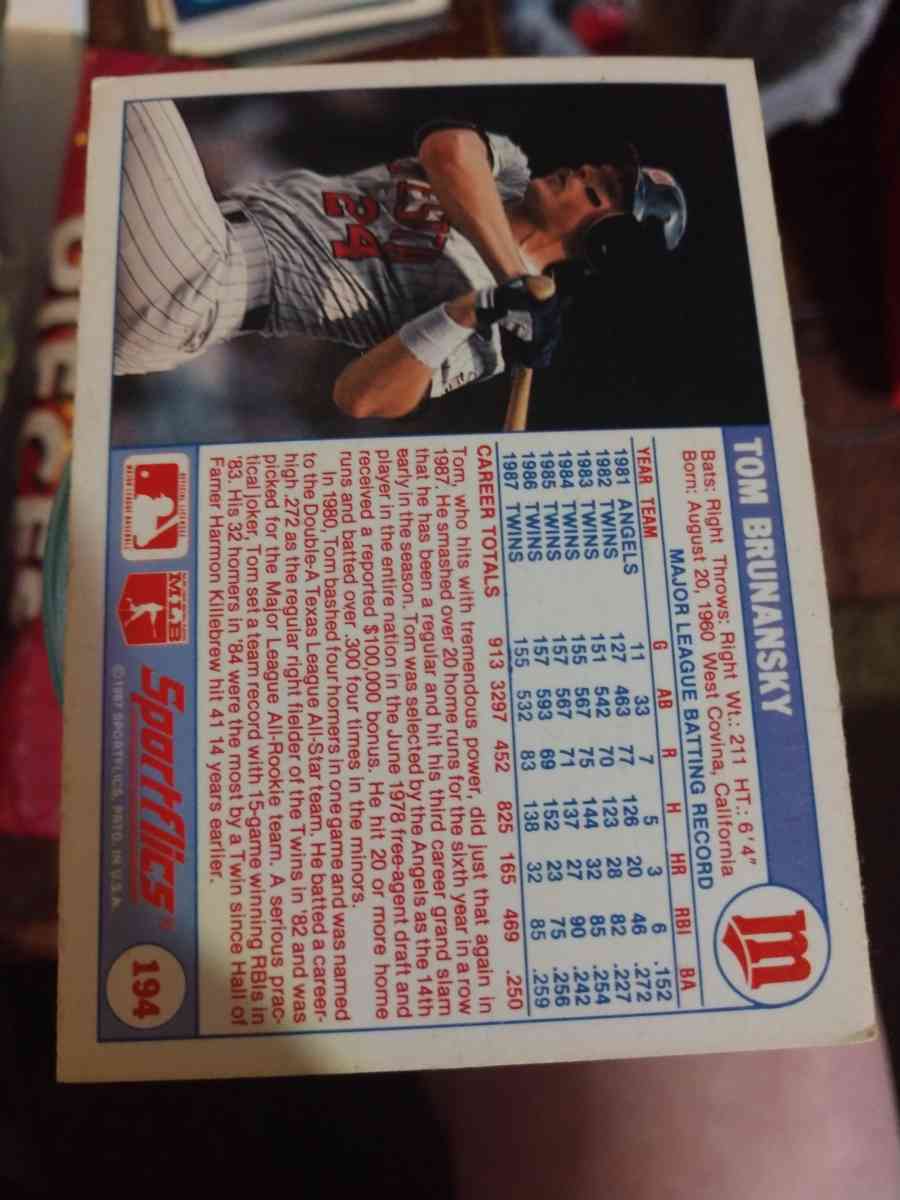 TOM BRUNANSKY
Bats: Right Throws: Right Wt.: 211 HT.: 6'4"
Born: August 20, 1960 West Covina, California
MAJOR LEAGUE BATTING RECORD
YEAR TEAM G AB R H HR RBI BA
1981 ANGELS 11 33 7 5 3 6 .152
1982 TWINS 127 463 77 126 20 46 .272
1983 TWINS 151 542 70 123 28 82 .227
1984 TWINS 155 567 75 144 32 85 .254
1985 TWINS 157 567 71 137 27 90 .242
1986 TWINS 157 593 69 152 23 75 .256
1987 TWINS 155 532 83 138 32 85 .259
CAREER TOTALS 913 3297 452 825 165 469 .250
Tom, who hits with tremendous power, did just that again in
1987. He smashed over 20 home runs for the sixth year in a row
that he has been a regular and hit his third career grand slam
early in the season. Tom was selected by the Angels as the 14th
player in the entire nation in the June 1978 free-agent draft and
received a reported $100,000 bonus. He hit 20 or more home
runs and batted over .300 four times in the minors.
In 1980, Tom bashed four homers in one game and was named
to the Double-A Texas League All-Star team. He batted a career-
high .272 as the regular right fielder of the Twins in '82 and was
picked for the Major League All-Rookie team. A serious prac-
tical joker, Tom set a team record with 15-game winning RBIs in
'83. His 32 homers in '84 were the most by a Twin since Hall of
Famer Harmon Killebrew hit 41 14 years earlier.
MLB
Sportflics
194
©1987 SPORTFLICS, PRTD. IN U.S.A.
m
24